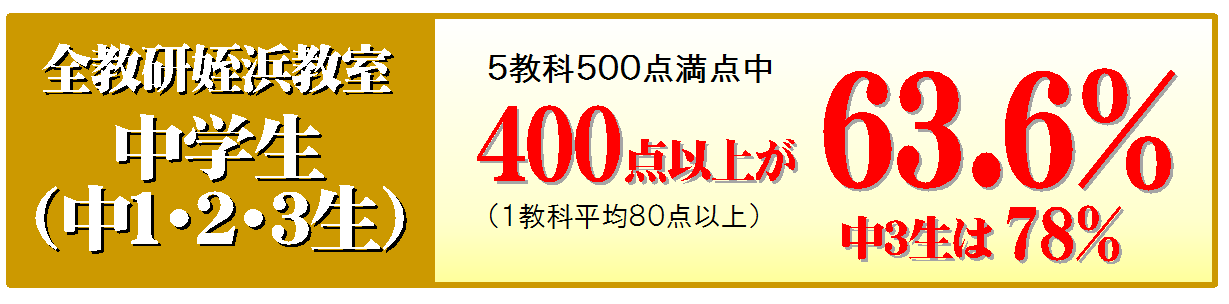 全教研姪浜教室
中学生
（中1・2・3生）
5教科500点満点中
400点以上が
63.6%
（1教科平均80点以上）
中3生は 78%